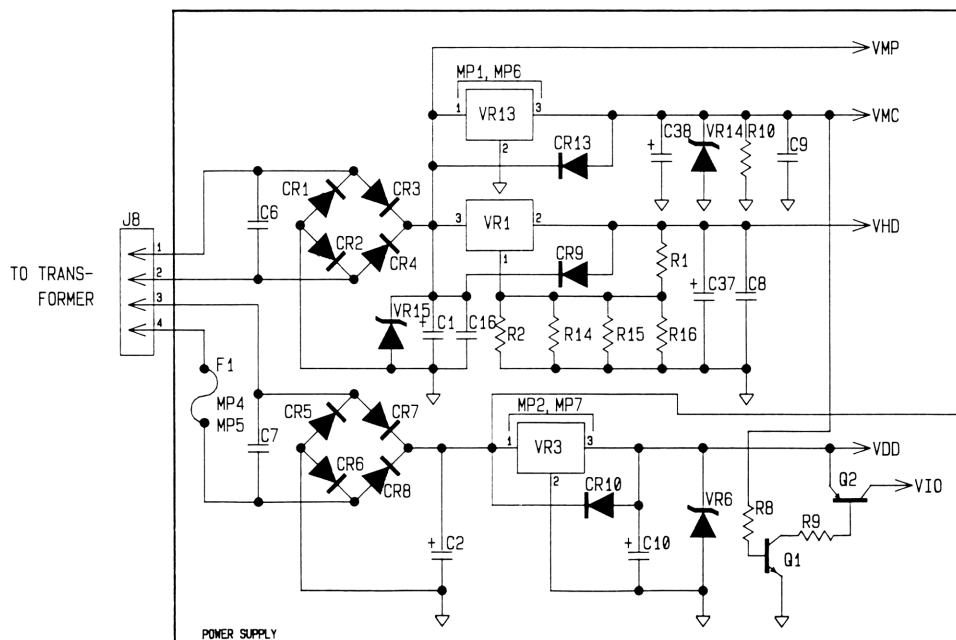 VMP
MP1, MP6
1 VR13 3
VMC
2
CR13
+ C38
VR14
R10
C9
J8
CR1
CR3
C6
3 VR1 2
VHD
1
1
2
3
4
CR2
CR4
CR9
R1
TO TRANS-
FORMER
VR15
+ C1
C16
R2
R14
R15
R16
+ C37
C8
F1
MP4
MP5
C7
CR5
CR7
CR6
CR8
MP2, MP7
1 VR3 3
VDD
2
CR10
VR6
Q2
VIO
R8
R9
+ C2
+ C10
Q1
POWER SUPPLY